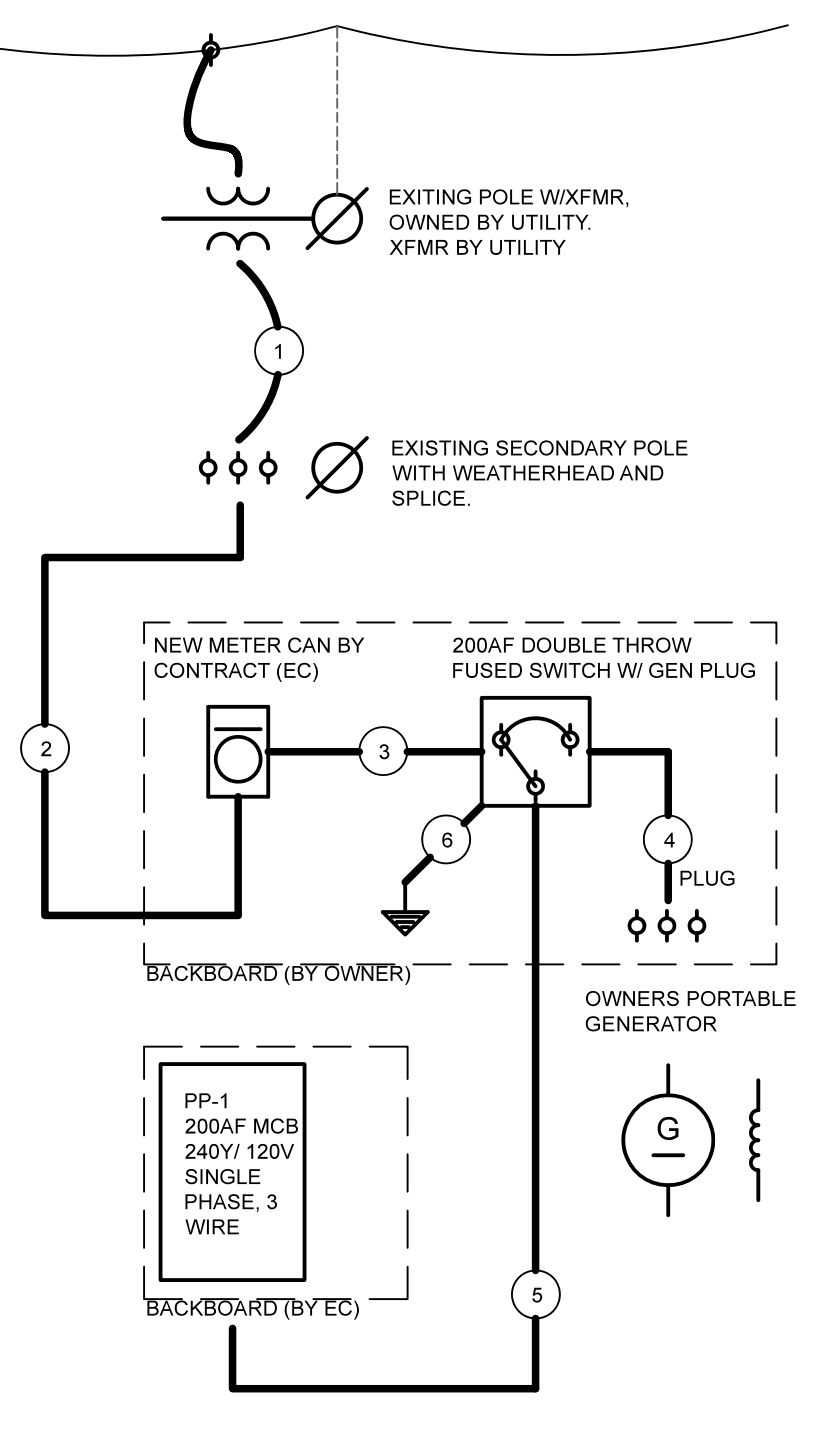 EXITING POLE W/XFMR,
OWNED BY UTILITY.
XFMR BY UTILITY
1
EXISTING SECONDARY POLE
WITH WEATHERHEAD AND
SPLICE.
NEW METER CAN BY
CONTRACT (EC)
200AF DOUBLE THROW
FUSED SWITCH W/ GEN PLUG
2
3
6
4
PLUG
BACKBOARD (BY OWNER)
OWNERS PORTABLE
GENERATOR
PP-1
200AF MCB
240Y/ 120V
SINGLE
PHASE, 3
WIRE
G
BACKBOARD (BY EC)
5